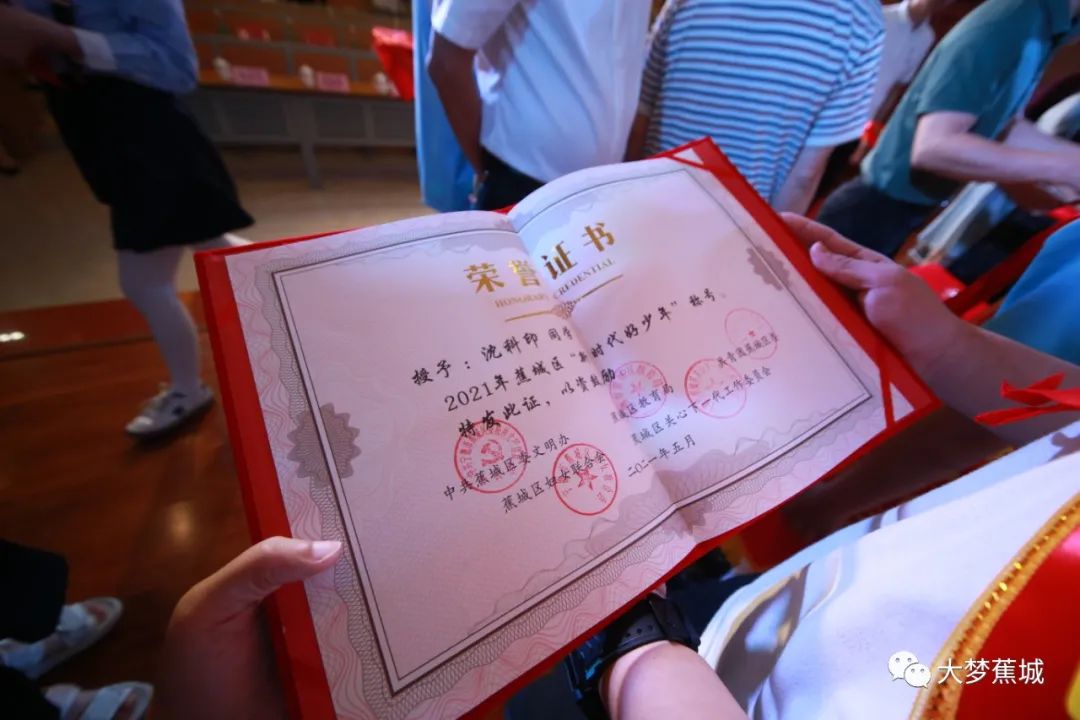 荣誉证书
HONORARY CREDENTIAL
授予：沈科印 同学
2021年蕉城区“新时代好少年”称号。
特发此证，以资鼓励
中共蕉城区委文明办
蕉城区教育局
共青团蕉城区委
蕉城区妇女联合会
蕉城区关心下一代工作委员会
二〇二一年五月
大梦蕉城